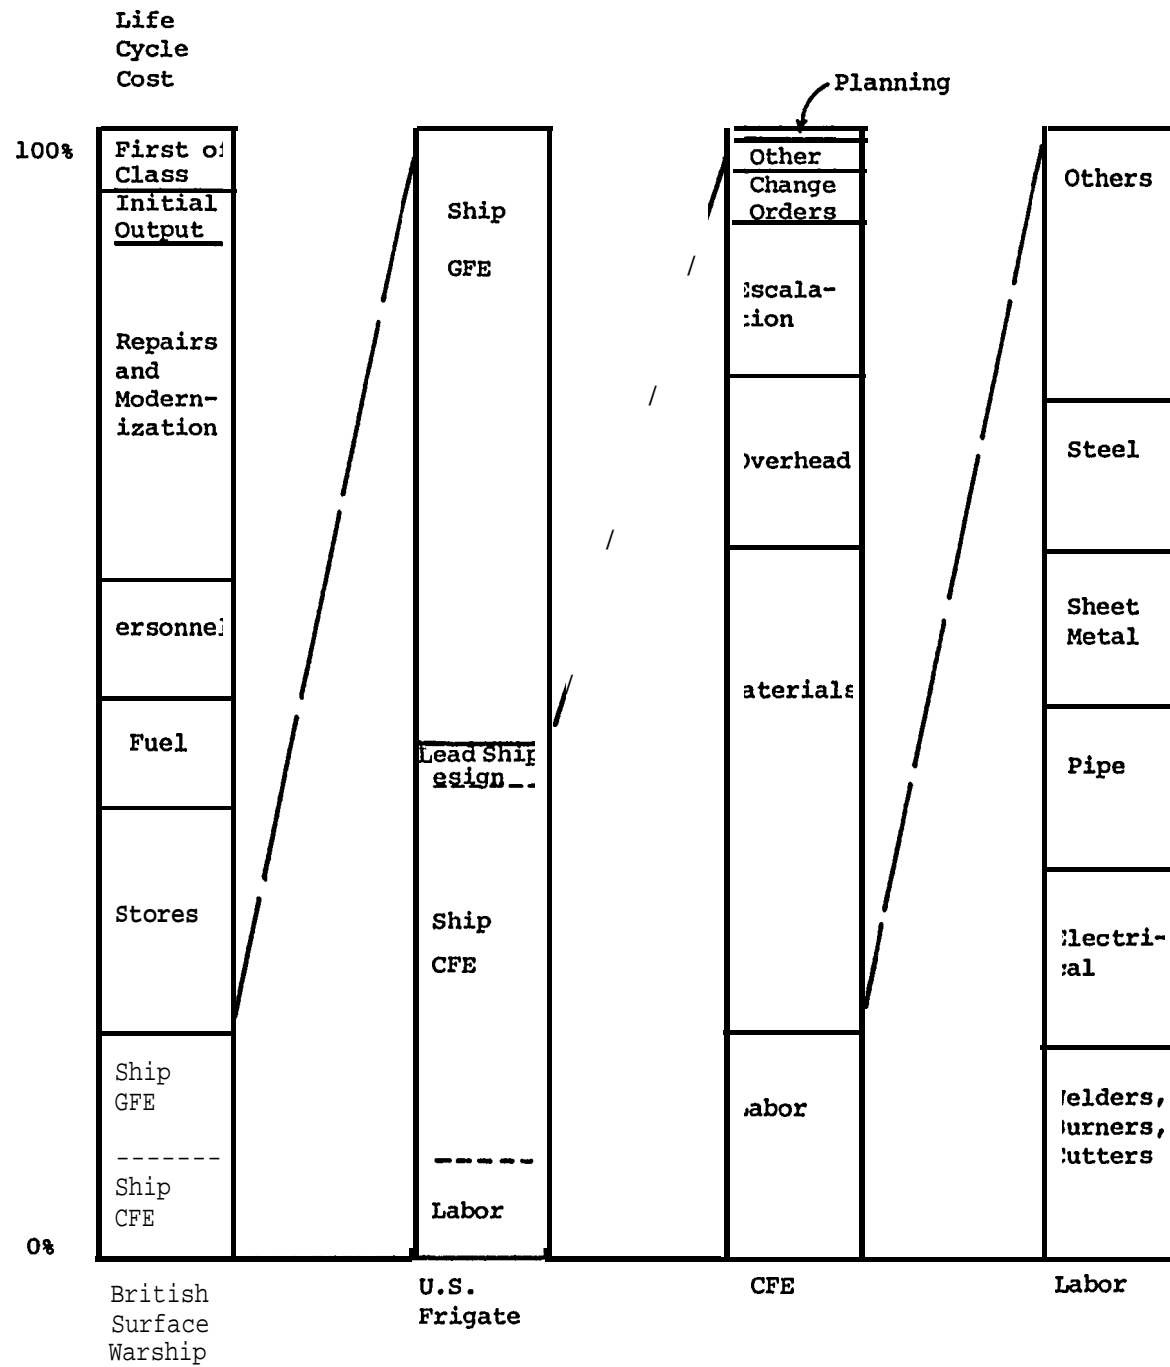 Life
Cycle
Cost
Planning
100%
First of
Class
Initial
Output
Repairs
and
Modern-
ization
ersonnel
Fuel
Stores
Ship
GFE
Ship
CFE
0%
British
Surface
Warship
Ship
GFE
Lead Ship
esign
Ship
CFE
Labor
U.S.
Frigate
Other
Change
Orders
scala-
ion
verhead
aterials
abor
CFE
Others
Steel
Sheet
Metal
Pipe
lectri-
cal
elders,
urners,
utters
Labor